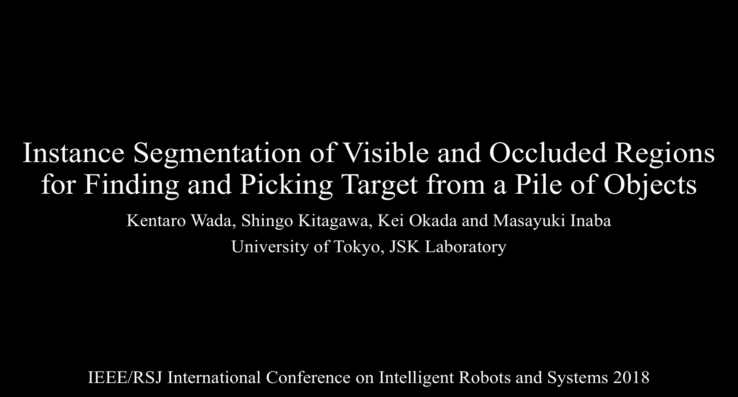 Instance Segmentation of Visible and Occluded Regions
for Finding and Picking Target from a Pile of Objects
Kentaro Wada, Shingo Kitagawa, Kei Okada and Masayuki Inaba
University of Tokyo, JSK Laboratory
IEEE/RSJ International Conference on Intelligent Robots and Systems 2018